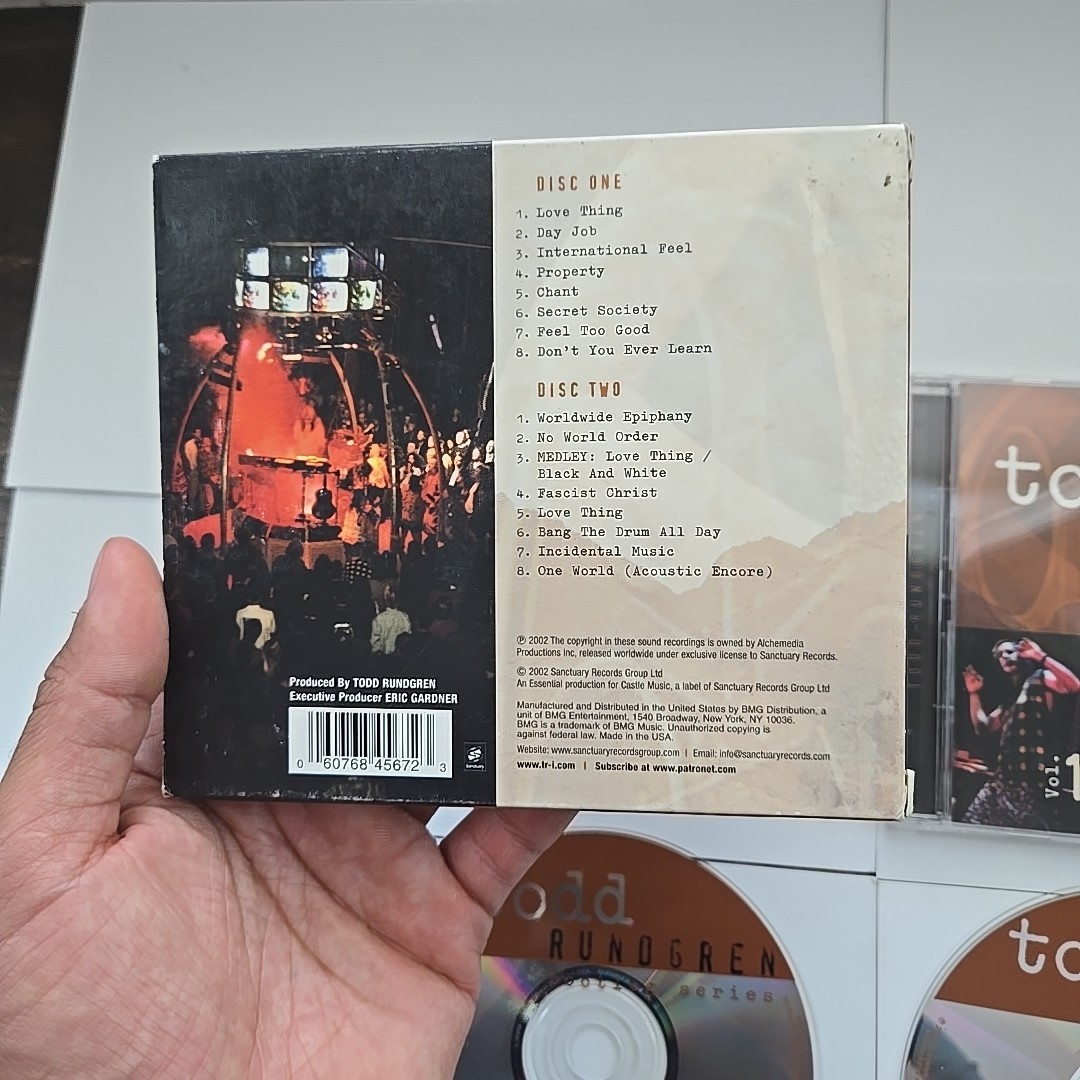 DISC ONE
1. Love Thing
2. Day Job
3. International Feel
4. Property
5. Chant
6. Secret Society
7. Feel Too Good
8. Don't You Ever Learn
DISC TWO
1. Worldwide Epiphany
2. No World Order
3. MEDLEY: Love Thing /
Black And White
4. Fascist Christ
5. Love Thing
6. Bang The Drum All Day
7. Incidental Music
8. One World (Acoustic Encore)
℗ 2002 The copyright in these sound recordings is owned by Alchemedia
Productions Inc, released worldwide under exclusive license to Sanctuary Records.
© 2002 Sanctuary Records Group Ltd
An Essential production for Castle Music, a label of Sanctuary Records Group Ltd
Manufactured and Distributed in the United States by BMG Distribution, a
unit of BMG Entertainment, 1540 Broadway, New York, NY 10036.
BMG is a trademark of BMG Music. Unauthorized copying is
against federal law. Made in the USA.
Website: www.sanctuaryrecordsgroup.com | Email: info@sanctuaryrecords.com
www.tr-i.com | Subscribe at www.patronet.com
Produced By TODD RUNDGREN
Executive Producer ERIC GARDNER
0 60768 45672 3
Sanctuary
to
Vol. 1
todd
RUNDGREN
series
to